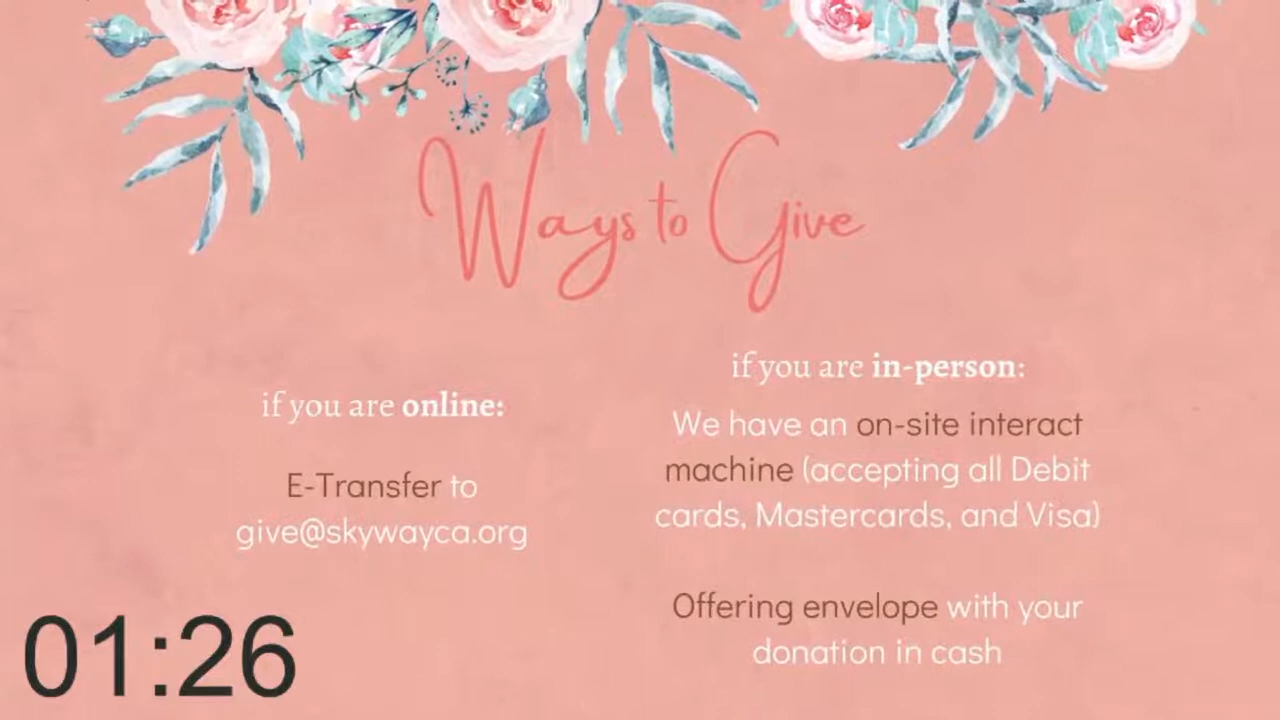 Ways to Give
if you are online:
E-Transfer to
give@skywayca.org
if you are in-person:
We have an on-site interact
machine (accepting all Debit
cards, Mastercards, and Visa)
Offering envelope with your
donation in cash
01:26